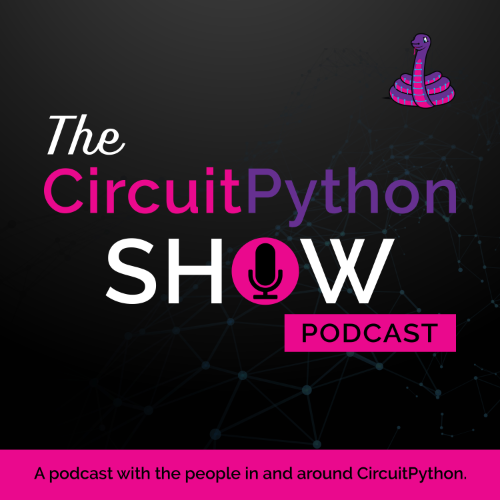 The
CircuitPython
SHOW
PODCAST
A podcast with the people in and around CircuitPython.